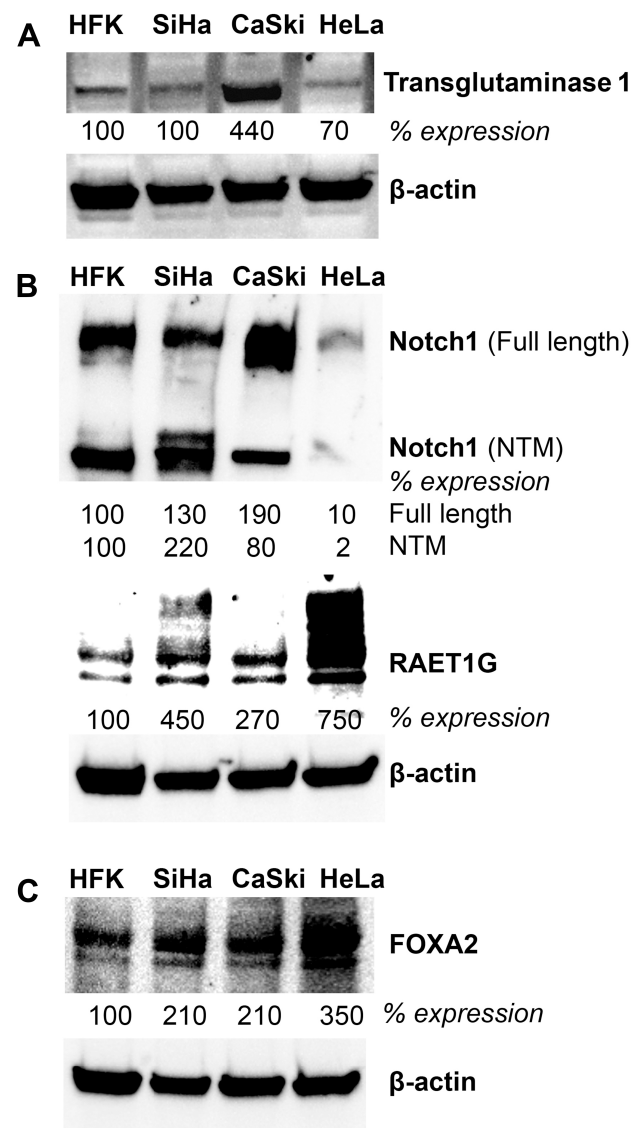 A
HFK SiHa CaSki HeLa
Transglutaminase 1
100 100 440 70 % expression
β-actin
B
HFK SiHa CaSki HeLa
Notch1 (Full length)
Notch1 (NTM)
% expression
100 130 190 10 Full length
100 220 80 2 NTM
RAET1G
100 450 270 750 % expression
β-actin
C
HFK SiHa CaSki HeLa
FOXA2
100 210 210 350 % expression
β-actin